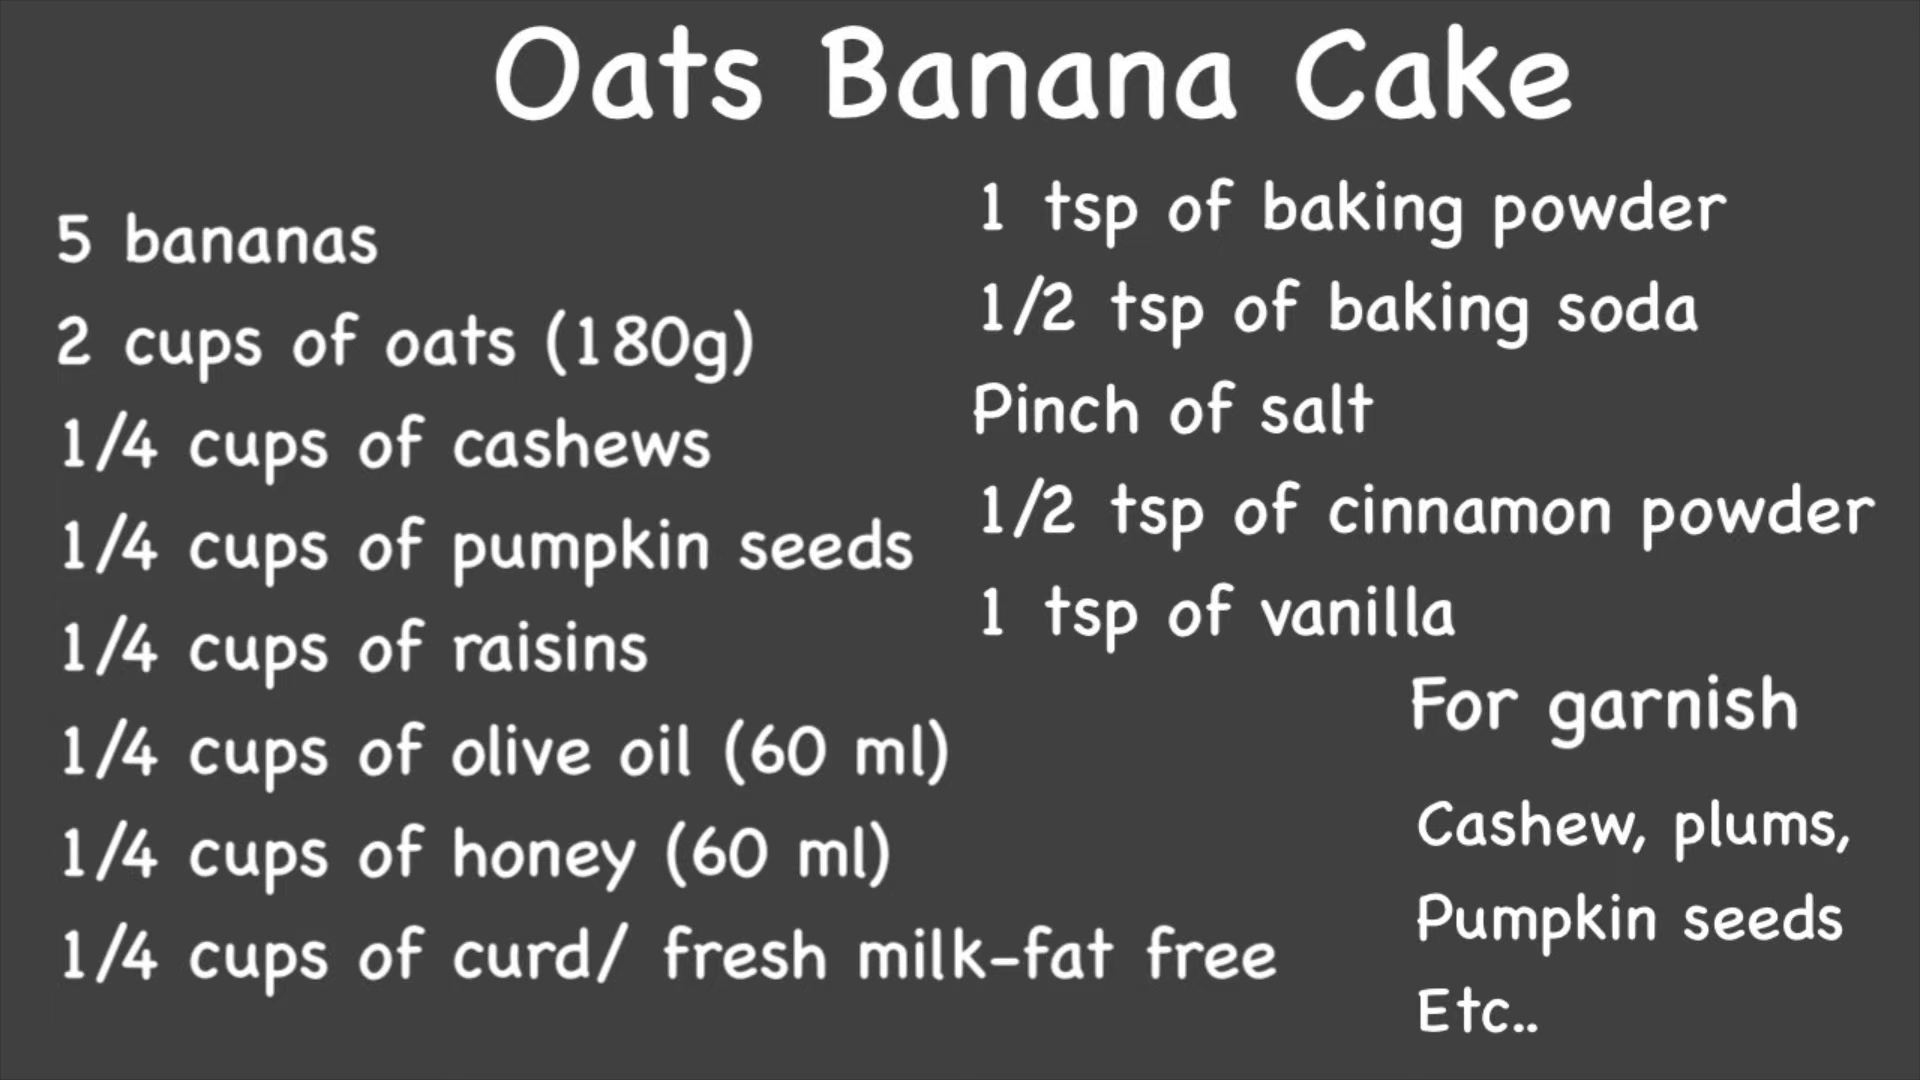 Oats Banana Cake
5 bananas
2 cups of oats (180g)
1/4 cups of cashews
1/4 cups of pumpkin seeds
1/4 cups of raisins
1/4 cups of olive oil (60 ml)
1/4 cups of honey (60 ml)
1/4 cups of curd/ fresh milk-fat free
1 tsp of baking powder
1/2 tsp of baking soda
Pinch of salt
1/2 tsp of cinnamon powder
1 tsp of vanilla
For garnish
Cashew, plums,
Pumpkin seeds
Etc..